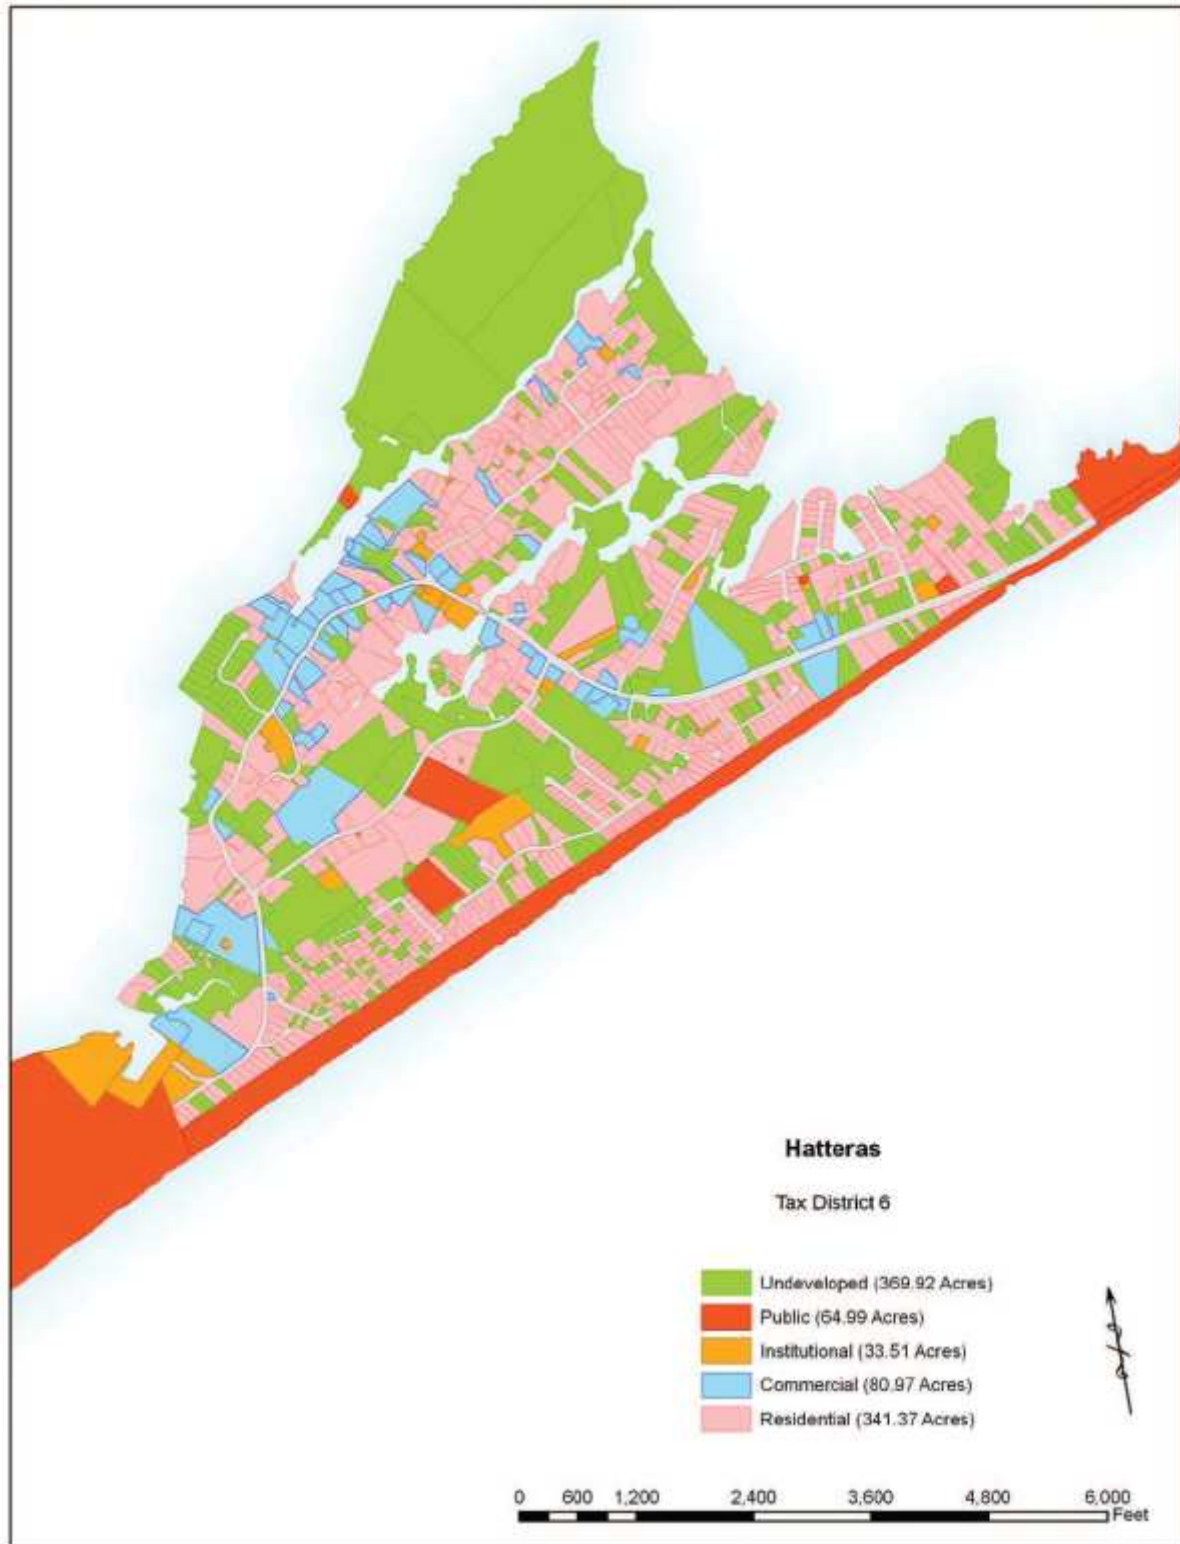 Hatteras
Tax District 6
Undeveloped (369.92 Acres)
Public (64.99 Acres)
Institutional (33.51 Acres)
Commercial (80.97 Acres)
Residential (341.37 Acres)
0 600 1,200 2,400 3,600 4,800 6,000
Feet